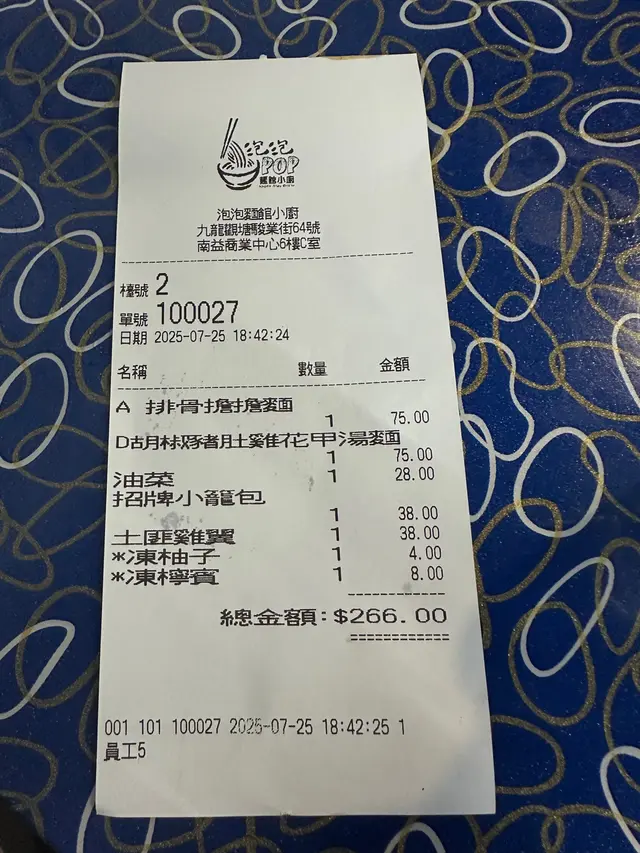 泡泡
POP
麵館小廚
泡泡麵館小廚
九龍觀塘駿業街64號
南益商業中心6樓C室
檯號 2
單號 100027
日期 2025-07-25 18:42:24
名稱 數量 金額
A 排骨擔擔麵
1 75.00
D胡椒豬肚雞花甲湯麵
1 75.00
油菜 1 28.00
招牌小籠包
1 38.00
土匪雞翼 1 38.00
*凍柚子 1 4.00
*凍檸賓 1 8.00
總金額:$266.00
001 101 100027 2025-07-25 18:42:25 1
員工5